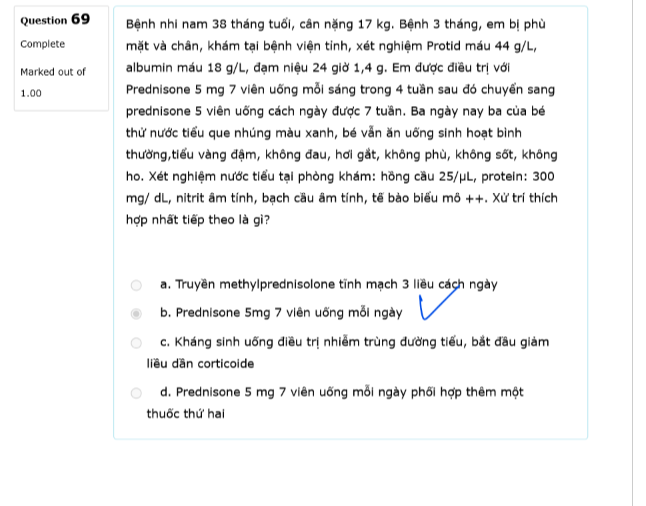 Question 69
Complete
Marked out of
1.00
Bệnh nhi nam 38 tháng tuổi, cân nặng 17 kg. Bệnh 3 tháng, em bị phù
mặt và chân, khám tại bệnh viện tỉnh, xét nghiệm Protid máu 44 g/L,
albumin máu 18 g/L, đạm niệu 24 giờ 1,4 g. Em được điều trị với
Prednisone 5 mg 7 viên uống mỗi sáng trong 4 tuần sau đó chuyển sang
prednisone 5 viên uống cách ngày được 7 tuần. Ba ngày nay ba của bé
thử nước tiểu que nhúng màu xanh, bé vẫn ăn uống sinh hoạt bình
thường,tiểu vàng đậm, không đau, hơi gắt, không phù, không sốt, không
ho. Xét nghiệm nước tiểu tại phòng khám: hồng cầu 25/µL, protein: 300
mg/ dL, nitrit âm tính, bạch cầu âm tính, tế bào biểu mô ++. Xử trí thích
hợp nhất tiếp theo là gì?
a. Truyền methylprednisolone tĩnh mạch 3 liều cách ngày
b. Prednisone 5mg 7 viên uống mỗi ngày
c. Kháng sinh uống điều trị nhiễm trùng đường tiểu, bắt đầu giảm
liều dần corticoide
d. Prednisone 5 mg 7 viên uống mỗi ngày phối hợp thêm một
thuốc thứ hai